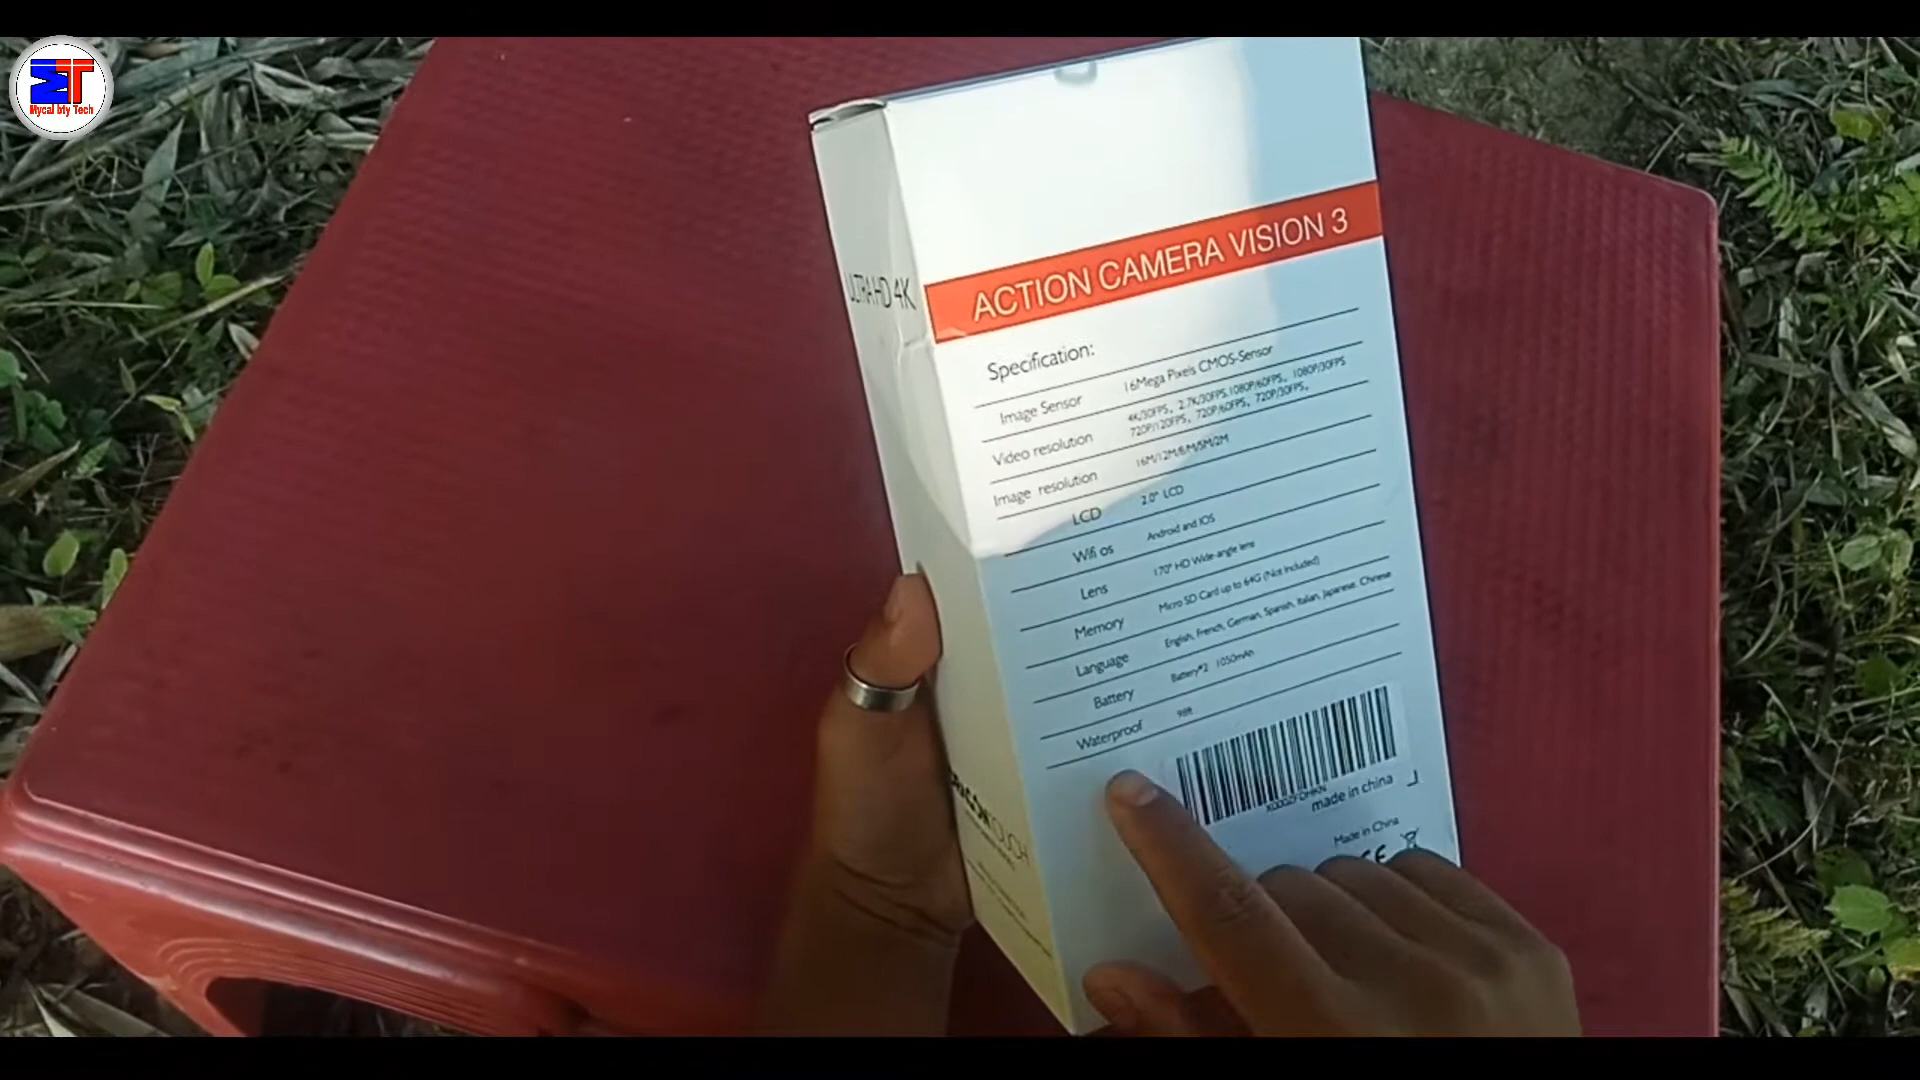 Mycal bty Tech
ULTRA HD 4K
ACTION CAMERA VISION 3
Specification:
Image Sensor 16Mega Pixels CMOS-Sensor
Video resolution 4K/30FPS, 2.7K/30FPS,1080P/60FPS, 1080P/30FPS
720P/120FPS, 720P/60FPS, 720P/30FPS,
Image resolution 16M/12M/8M/5M/2M
LCD 2.0" LCD
Wifi os Android and IOS
Lens 170° HD Wide-angle lens
Memory Micro SD Card up to 64G (Not Included)
Language English, French, German, Spanish, Italian, Japanese, Chinese
Battery Battery*2 1050mAh
Waterproof 98ft
made in china
Made in China
CE
TOUCH